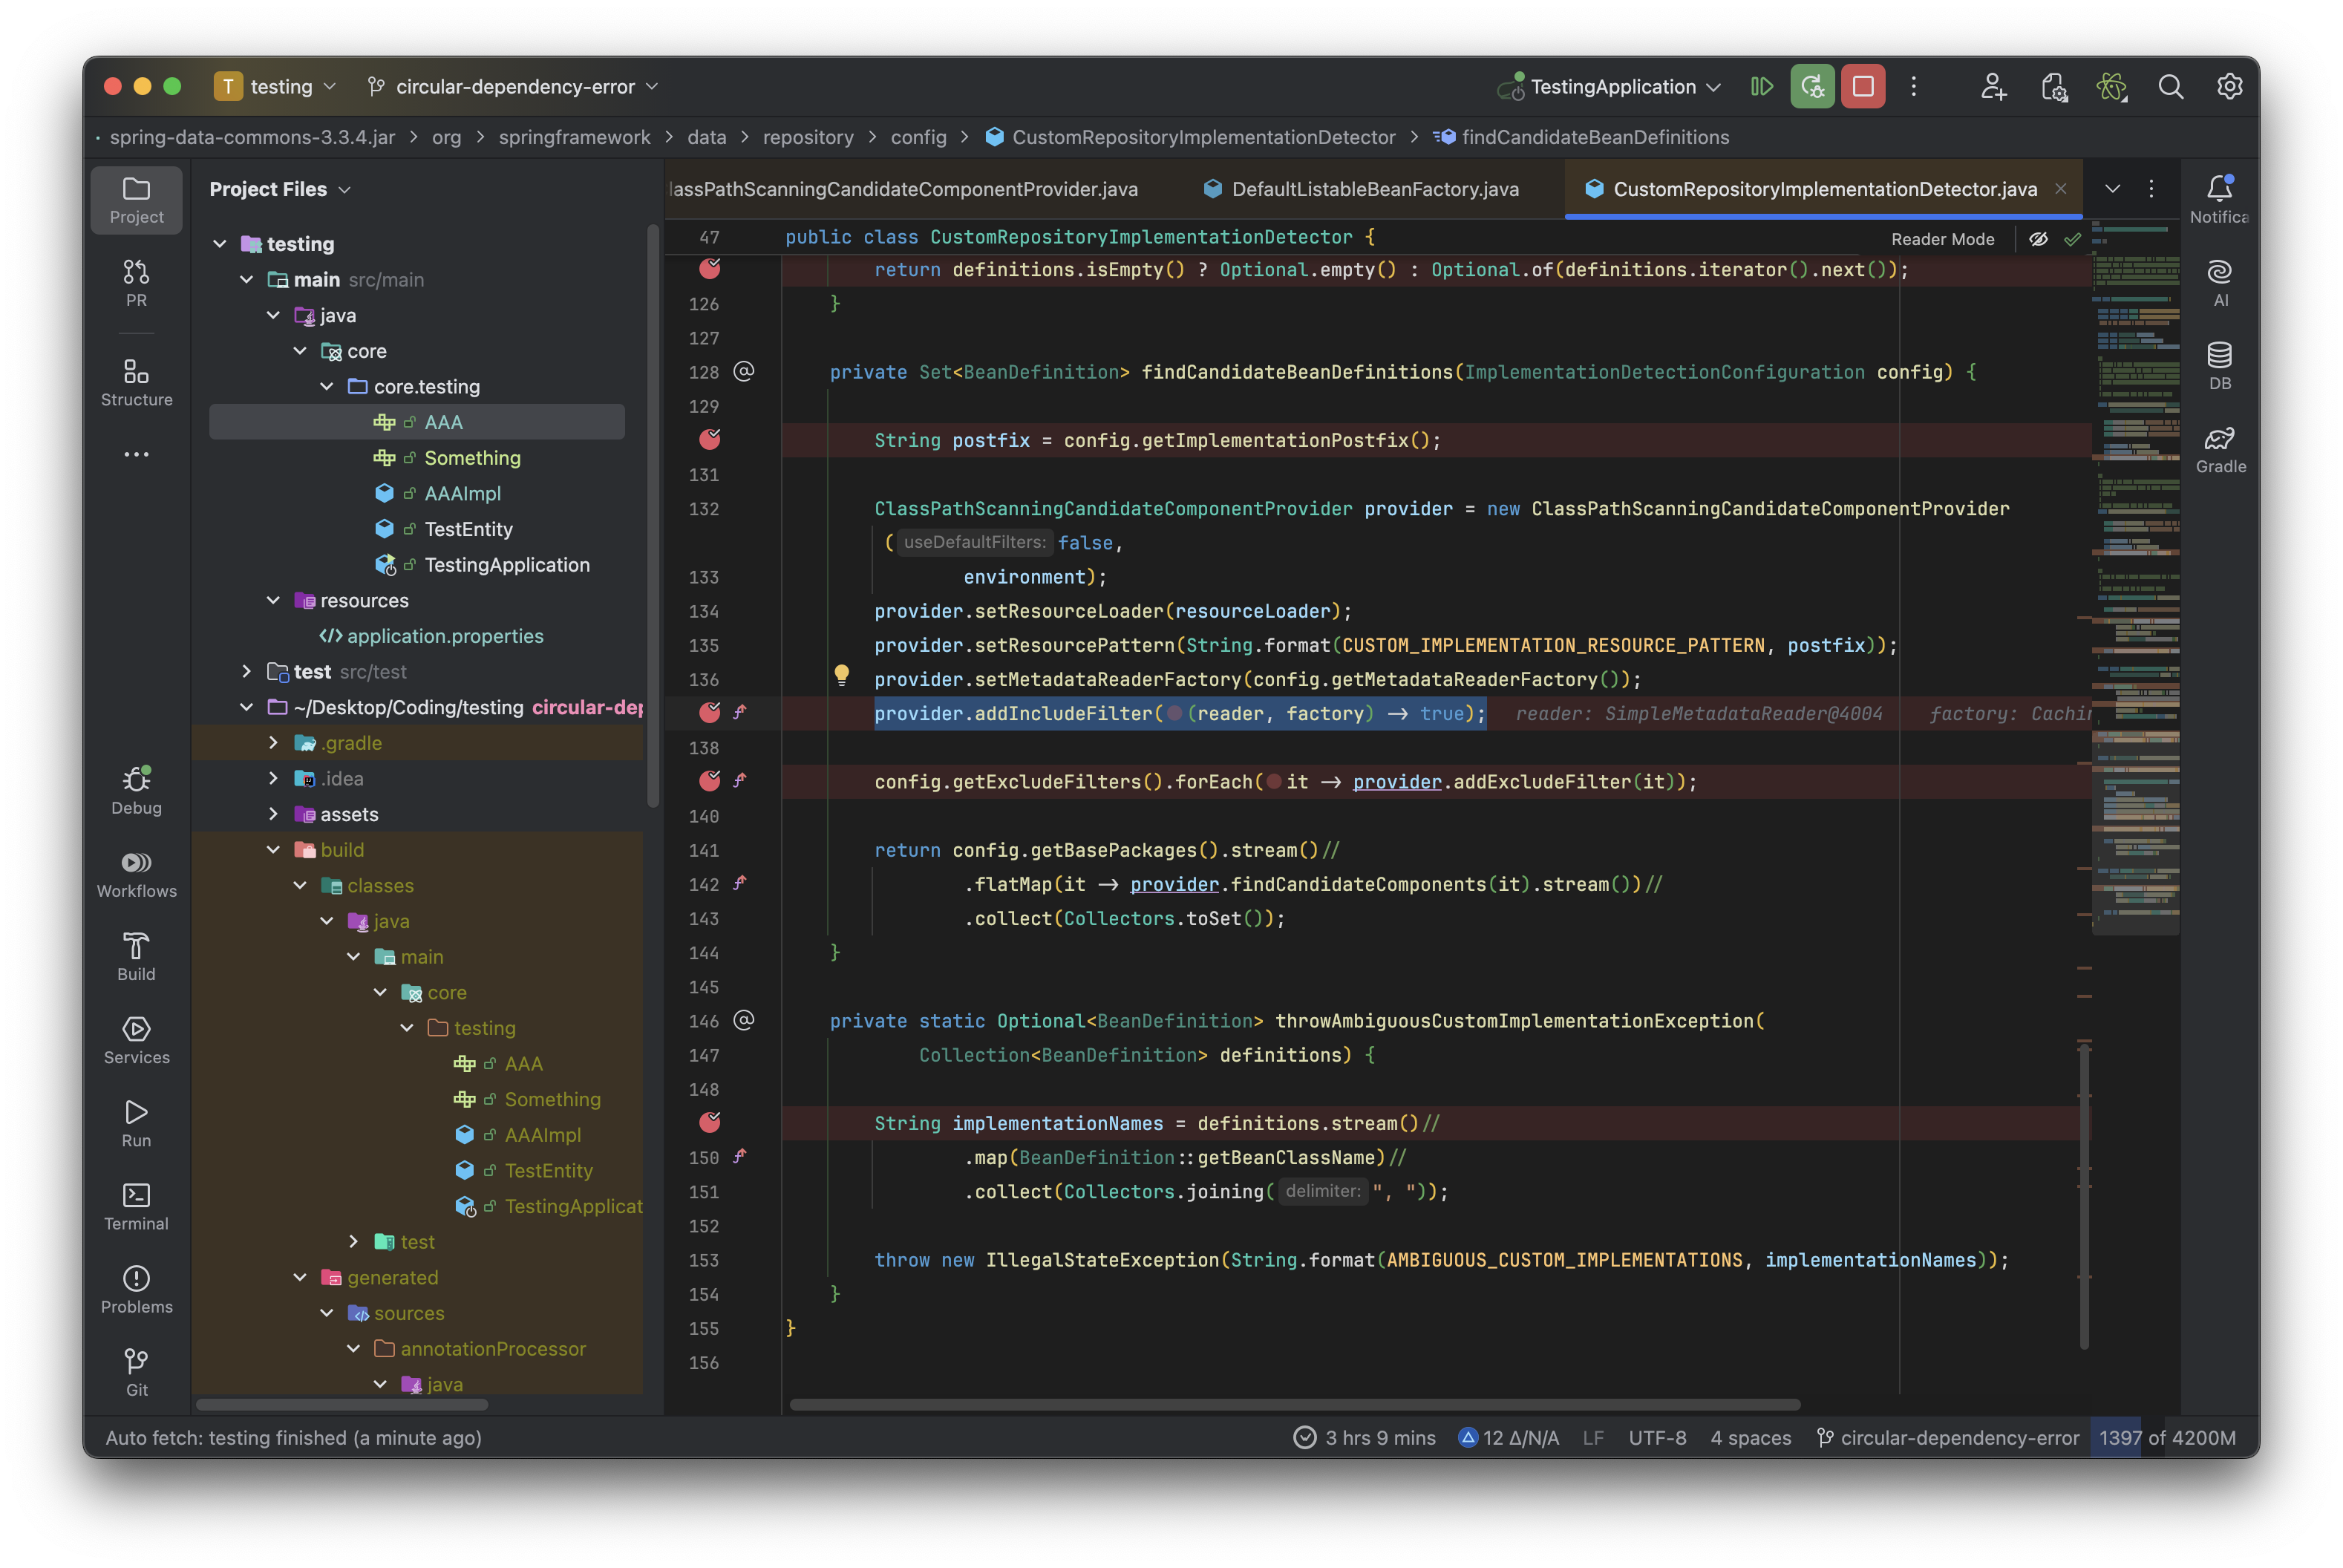 T testing circular-dependency-error TestingApplication
spring-data-commons-3.3.4.jar > org > springframework > data > repository > config > CustomRepositoryImplementationDetector > findCandidateBeanDefinitions
Project
PR
Structure
Debug
Workflows
Build
Services
Run
Terminal
Problems
Git
Project Files
testing
main src/main
java
core
core.testing
AAA
Something
AAAImpl
TestEntity
TestingApplication
resources
application.properties
test src/test
~/Desktop/Coding/testing circular-dep
.gradle
.idea
assets
build
classes
java
main
core
testing
AAA
Something
AAAImpl
TestEntity
TestingApplicat
test
generated
sources
annotationProcessor
java
lassPathScanningCandidateComponentProvider.java DefaultListableBeanFactory.java CustomRepositoryImplementationDetector.java
Reader Mode
47 public class CustomRepositoryImplementationDetector {
return definitions.isEmpty() ? Optional.empty() : Optional.of(definitions.iterator().next());
126 }
127
128 @ private Set<BeanDefinition> findCandidateBeanDefinitions(ImplementationDetectionConfiguration config) {
129
String postfix = config.getImplementationPostfix();
131
132 ClassPathScanningCandidateComponentProvider provider = new ClassPathScanningCandidateComponentProvider
( useDefaultFilters: false,
133 environment);
134 provider.setResourceLoader(resourceLoader);
135 provider.setResourcePattern(String.format(CUSTOM_IMPLEMENTATION_RESOURCE_PATTERN, postfix));
136 provider.setMetadataReaderFactory(config.getMetadataReaderFactory());
provider.addIncludeFilter( (reader, factory) -> true); reader: SimpleMetadataReader@4004 factory: Cachin
138
config.getExcludeFilters().forEach( it -> provider.addExcludeFilter(it));
140
141 return config.getBasePackages().stream()//
142 .flatMap(it -> provider.findCandidateComponents(it).stream())//
143 .collect(Collectors.toSet());
144 }
145
146 @ private static Optional<BeanDefinition> throwAmbiguousCustomImplementationException(
147 Collection<BeanDefinition> definitions) {
148
String implementationNames = definitions.stream()//
150 .map(BeanDefinition::getBeanClassName)//
151 .collect(Collectors.joining( delimiter: ", "));
152
153 throw new IllegalStateException(String.format(AMBIGUOUS_CUSTOM_IMPLEMENTATIONS, implementationNames));
154 }
155 }
156
Notifica
AI
DB
Gradle
Auto fetch: testing finished (a minute ago) 3 hrs 9 mins 12 Δ/N/A LF UTF-8 4 spaces circular-dependency-error 1397 of 4200M